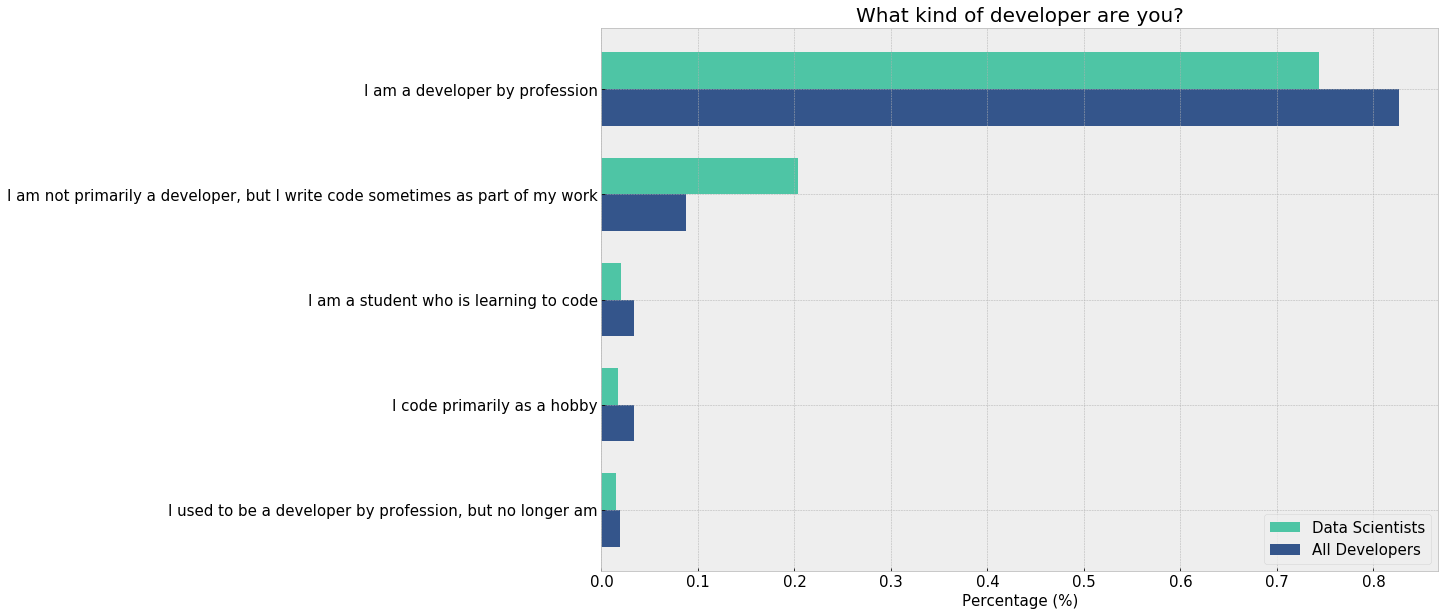 What kind of developer are you?
I am a developer by profession
I am not primarily a developer, but I write code sometimes as part of my work
I am a student who is learning to code
I code primarily as a hobby
I used to be a developer by profession, but no longer am
Data Scientists
All Developers
0.0 0.1 0.2 0.3 0.4 0.5 0.6 0.7 0.8
Percentage (%)